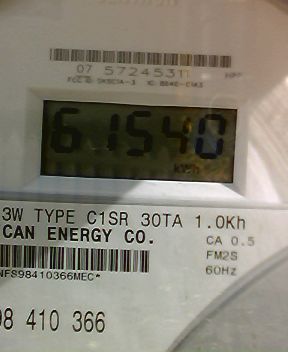 07 57245311
61540
kWh
3W TYPE C1SR 30TA 1.0Kh
CAN ENERGY CO.
CA 0.5
FM2S
60Hz
NFS98410366MEC*
98 410 366